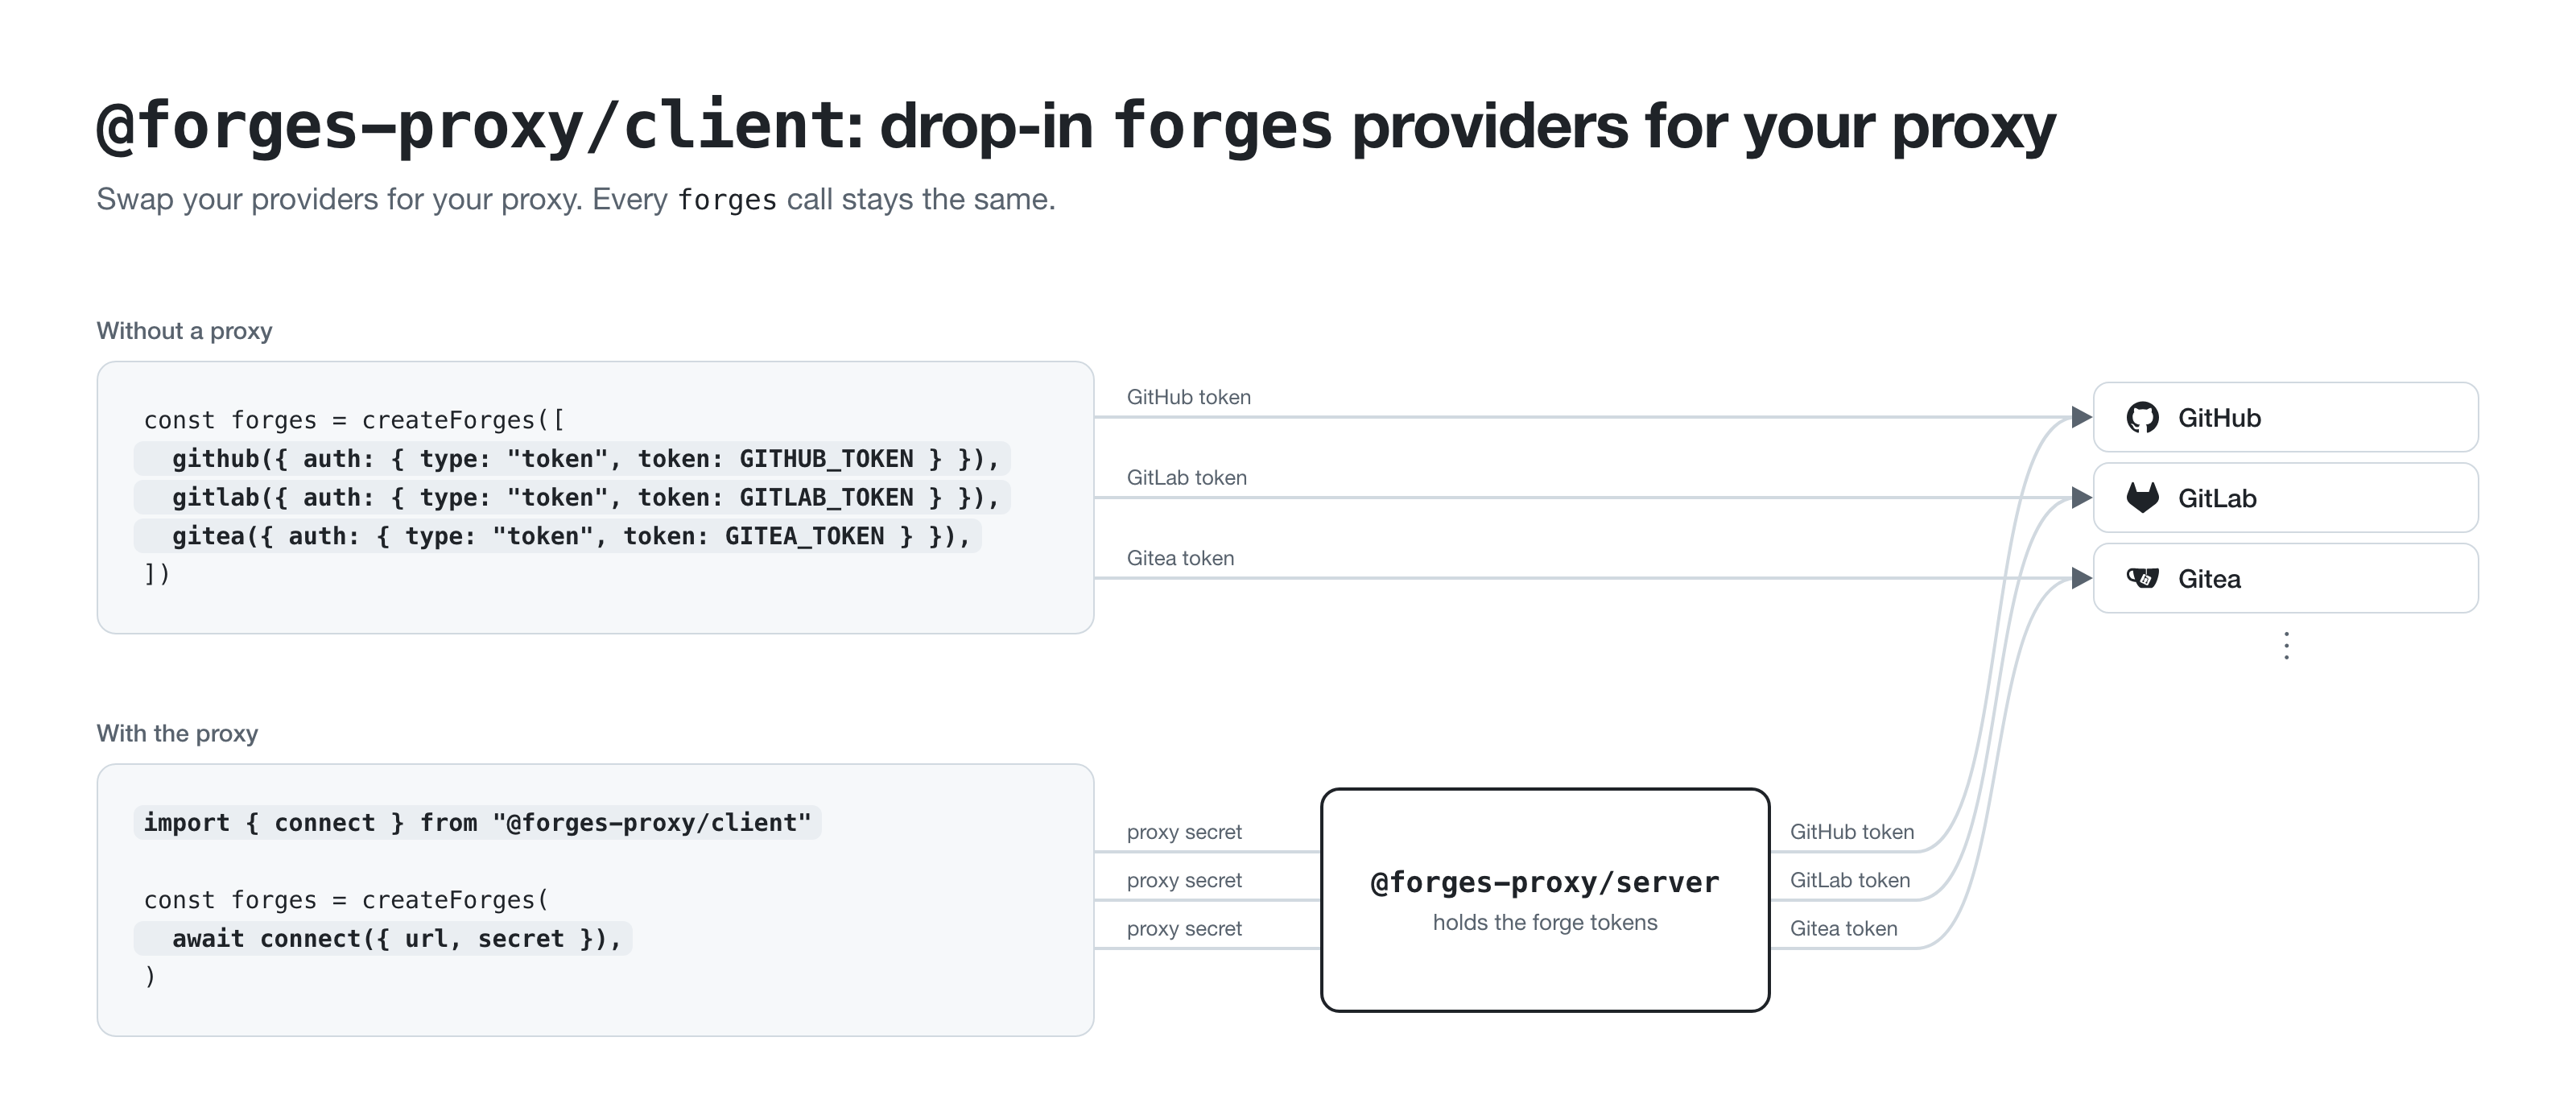 @forges-proxy/client: drop-in forges providers for your proxy
Swap your providers for your proxy. Every forges call stays the same.
Without a proxy
const forges = createForges([
  github({ auth: { type: "token", token: GITHUB_TOKEN } }),
  gitlab({ auth: { type: "token", token: GITLAB_TOKEN } }),
  gitea({ auth: { type: "token", token: GITEA_TOKEN } }),
])
GitHub token
GitLab token
Gitea token
GitHub
GitLab
Gitea
With the proxy
import { connect } from "@forges-proxy/client"
const forges = createForges(
  await connect({ url, secret }),
)
proxy secret
proxy secret
proxy secret
@forges-proxy/server
holds the forge tokens
GitHub token
GitLab token
Gitea token